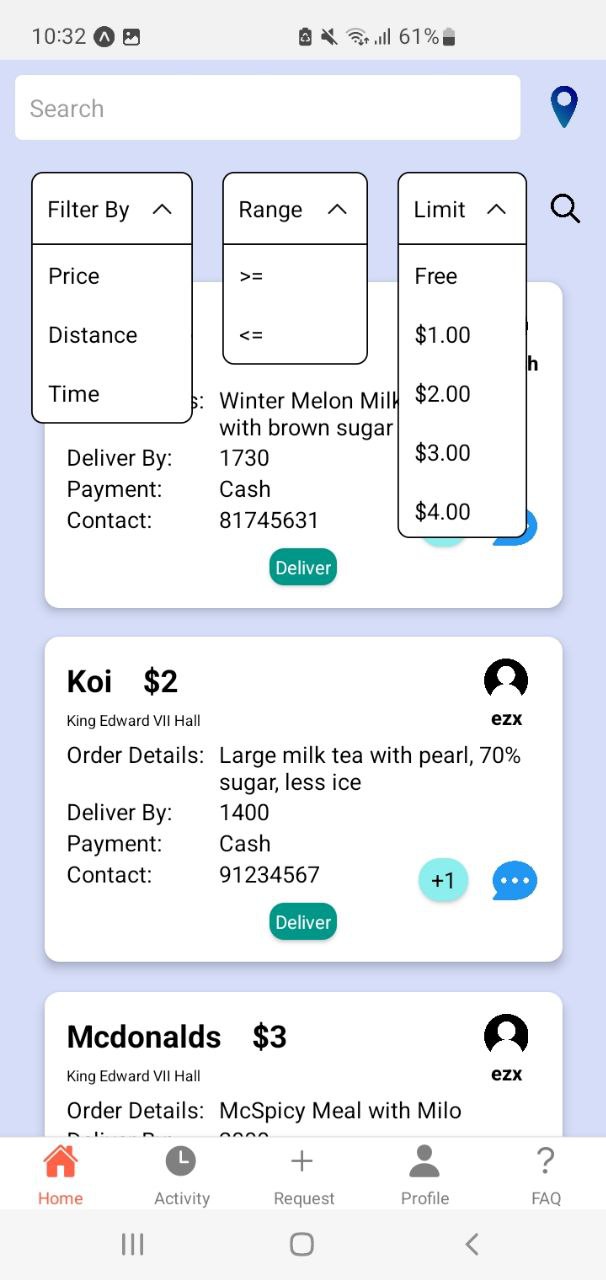 10:32 61%
Search
Filter By Range Limit
Price >= Free
Distance <= $1.00
Time $2.00
h
s: Winter Melon Milk
with brown sugar $3.00
Deliver By: 1730
Payment: Cash
Contact: 81745631 $4.00
Deliver
Koi $2
King Edward VII Hall ezx
Order Details: Large milk tea with pearl, 70%
sugar, less ice
Deliver By: 1400
Payment: Cash
Contact: 91234567 +1
Deliver
Mcdonalds $3
King Edward VII Hall ezx
Order Details: McSpicy Meal with Milo
Home Activity Request Profile FAQ